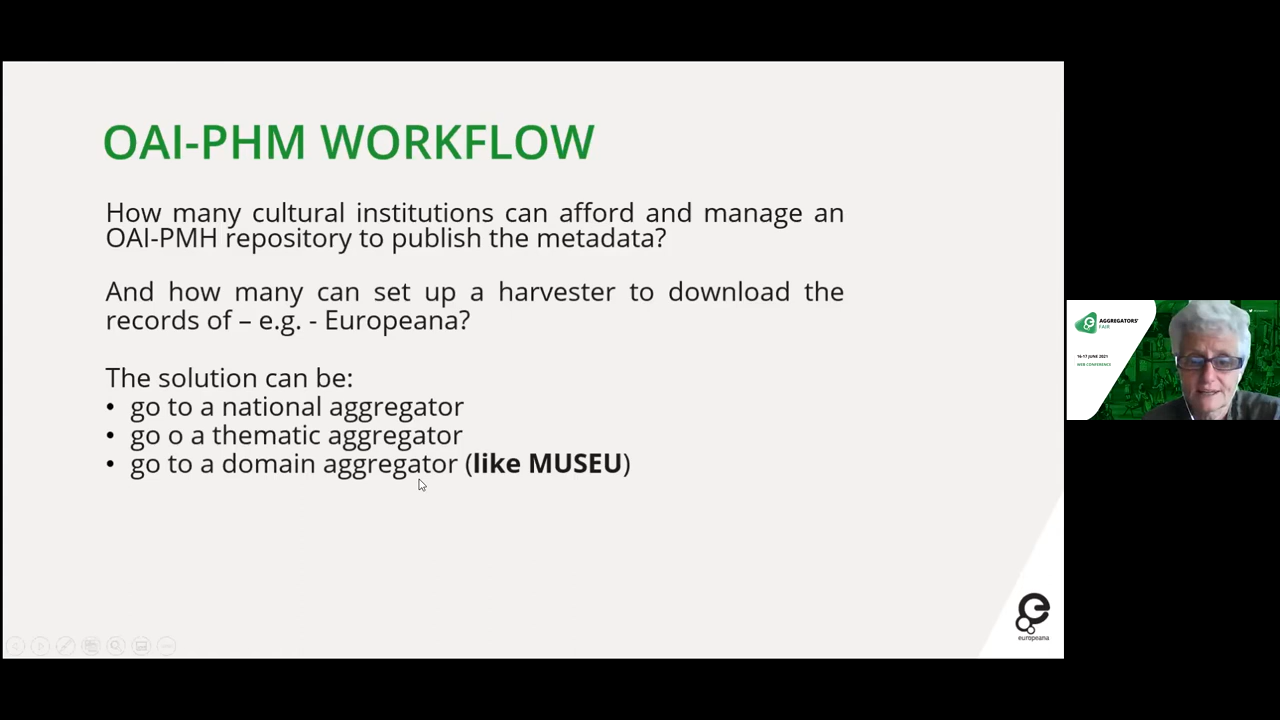 OAI-PHM WORKFLOW
How many cultural institutions can afford and manage an
OAI-PMH repository to publish the metadata?
And how many can set up a harvester to download the
records of – e.g. - Europeana?
The solution can be:
• go to a national aggregator
• go o a thematic aggregator
• go to a domain aggregator (like MUSEU)
europeana
AGGREGATORS'
FAIR
16-17 JUNE 2021
WEB CONFERENCE